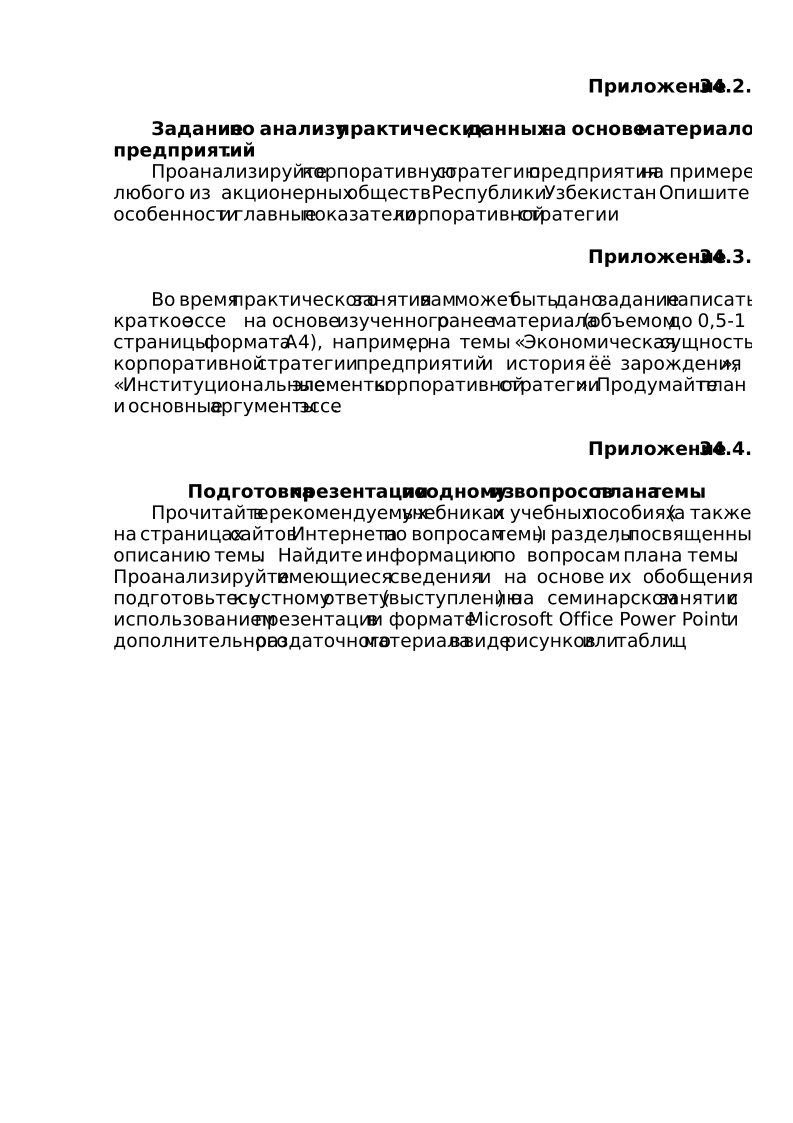 Приложение 34.2.
Задание по анализу практических данных на основе материало
предприятий.
Проанализируйте корпоративную стратегию предприятия на примере
любого из акционерных обществ Республики Узбекистан. Опишите
особенности и главные показатели корпоративной стратегии
Приложение 34.3.
Во время практического занятия вам может быть дано задание написать
краткое эссе на основе изученного ранее материала (объемом до 0,5-1
страницы формата А4), например, на темы «Экономическая сущность
корпоративной стратегии предприятий и история её зарождения»,
«Институциональные элементы корпоративной стратегии». Продумайте план
и основные аргументы эссе.
Приложение 34.4.
Подготовка презентации по одному из вопросов плана темы.
Прочитайте в рекомендуемых учебниках и учебных пособиях (а также
на страницах сайтов Интернета по вопросам темы) разделы, посвященны
описанию темы. Найдите информацию по вопросам плана темы.
Проанализируйте имеющиеся сведения и на основе их обобщения
подготовьтесь к устному ответу (выступлению) на семинарском занятии с
использованием презентации в формате Microsoft Office Power Point и
дополнительного раздаточного материала в виде рисунков или таблиц.